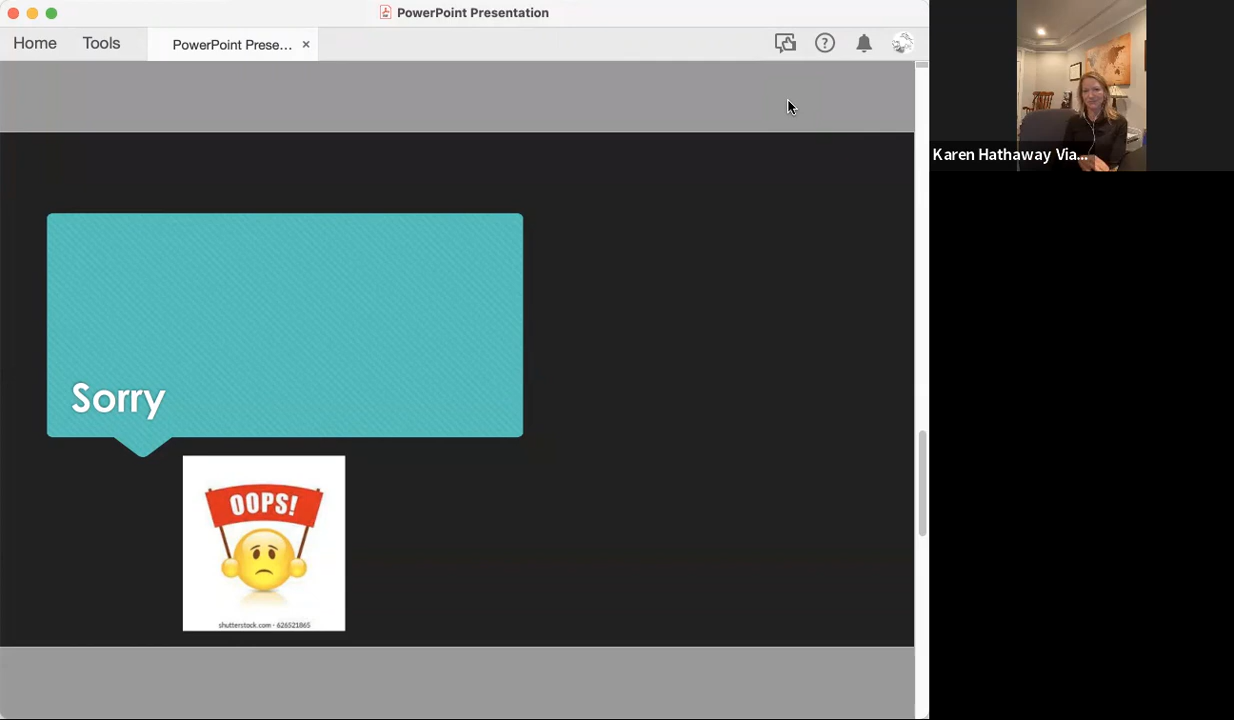 PowerPoint Presentation
Home Tools PowerPoint Prese... ×
Karen Hathaway Via...
Sorry
OOPS!
shutterstock.com · 626521865